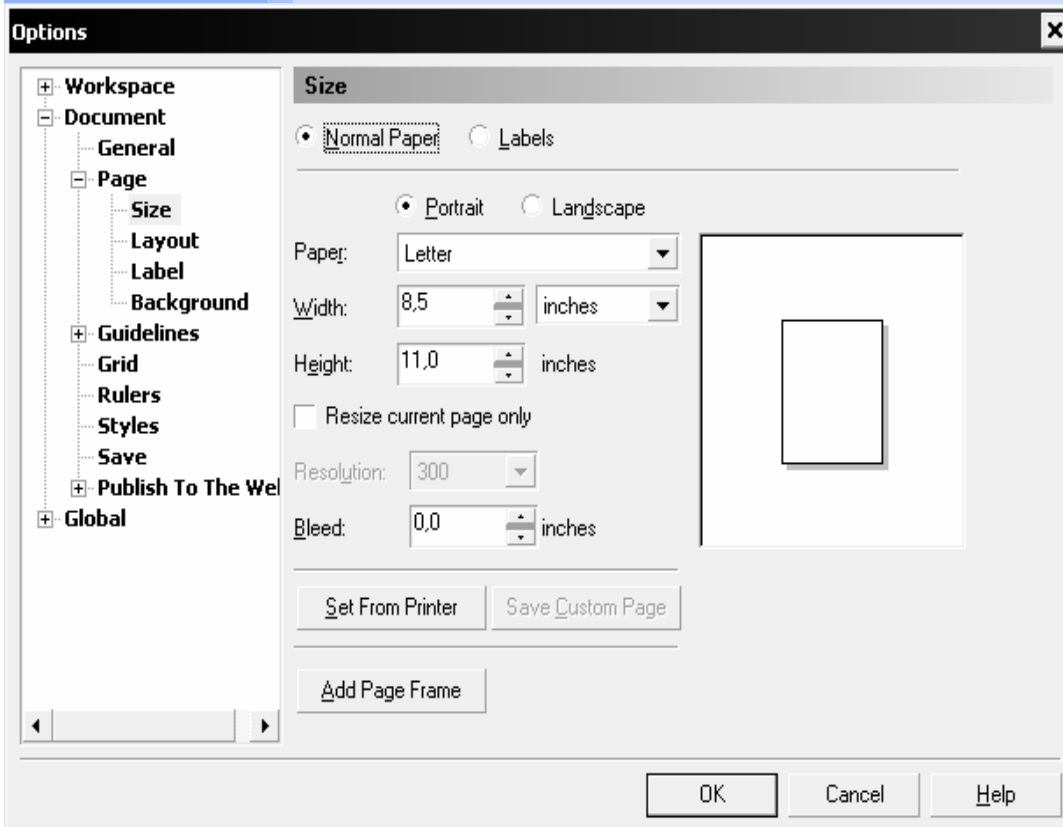 Options
Workspace
Document
General
Page
Size
Layout
Label
Background
Guidelines
Grid
Rulers
Styles
Save
Publish To The Wel
Global
Size
Normal Paper Labels
Portrait Landscape
Paper: Letter
Width: 8,5 inches
Height: 11,0 inches
Resize current page only
Resolution: 300
Bleed: 0,0 inches
Set From Printer Save Custom Page
Add Page Frame
OK Cancel Help